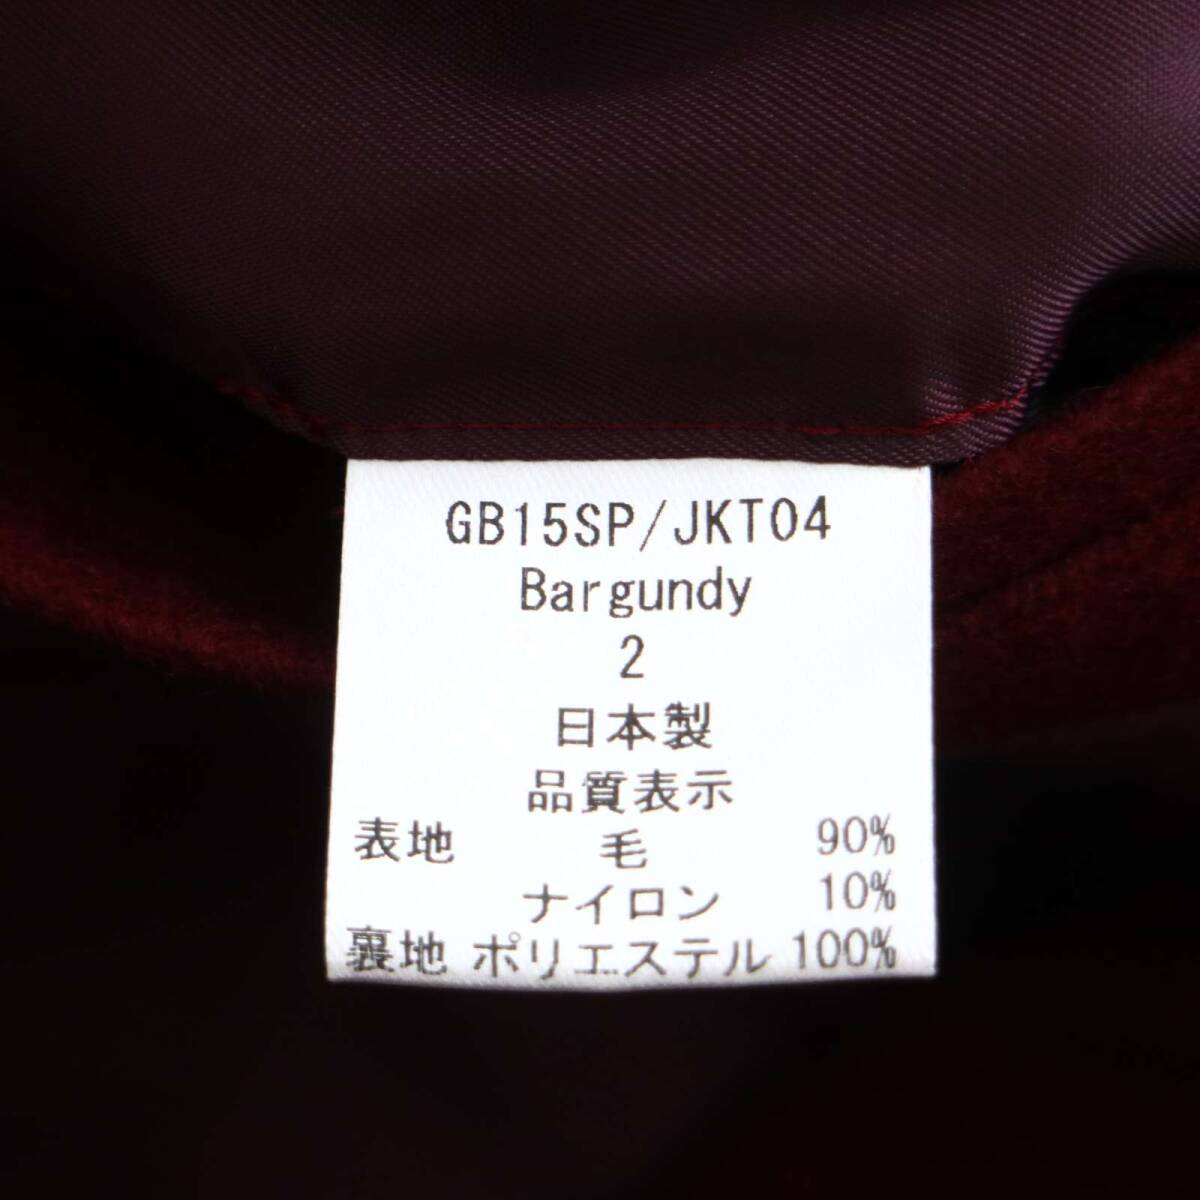 GB15SP/JKT04
Bargundy
2
日本製
品質表示
表地 毛 90%
ナイロン 10%
裏地 ポリエステル 100%